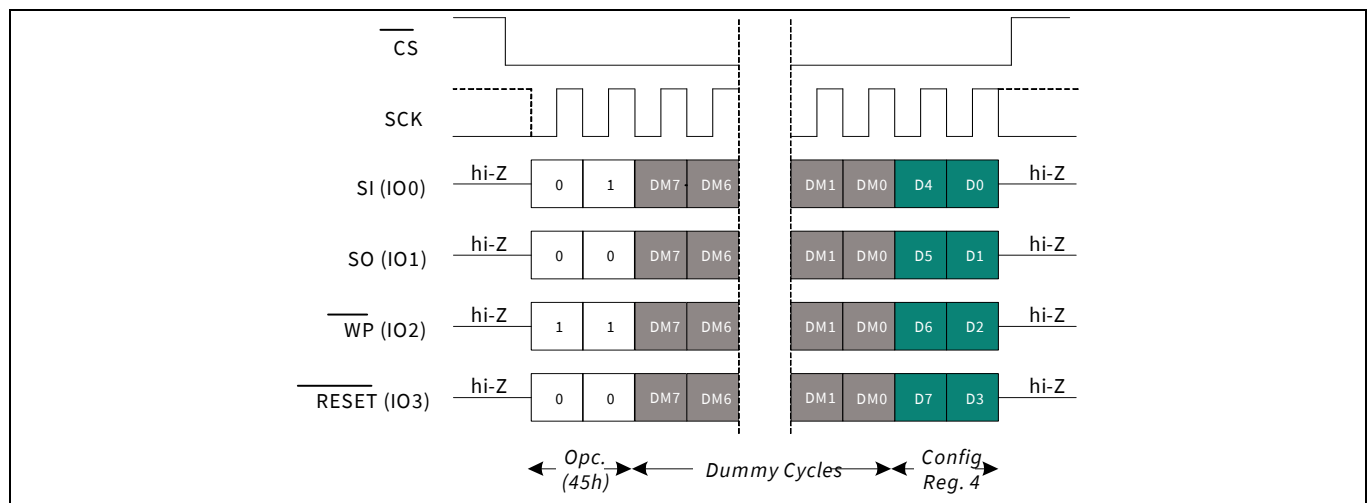 CS
SCK
SI (IO0) hi-Z 0 1 DM7 DM6 DM1 DM0 D4 D0 hi-Z
SO (IO1) hi-Z 0 0 DM7 DM6 DM1 DM0 D5 D1 hi-Z
WP (IO2) hi-Z 1 1 DM7 DM6 DM1 DM0 D6 D2 hi-Z
RESET (IO3) hi-Z 0 0 DM7 DM6 DM1 DM0 D7 D3 hi-Z
Opc. (45h)
Dummy Cycles
Config Reg. 4